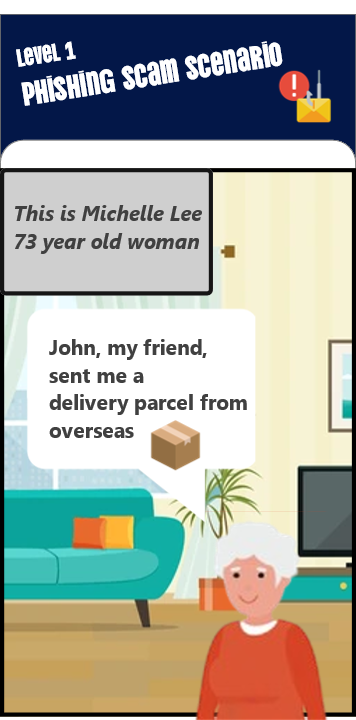 Level 1
Phishing Scam Scenario
This is Michelle Lee
73 year old woman
John, my friend,
sent me a
delivery parcel from
overseas